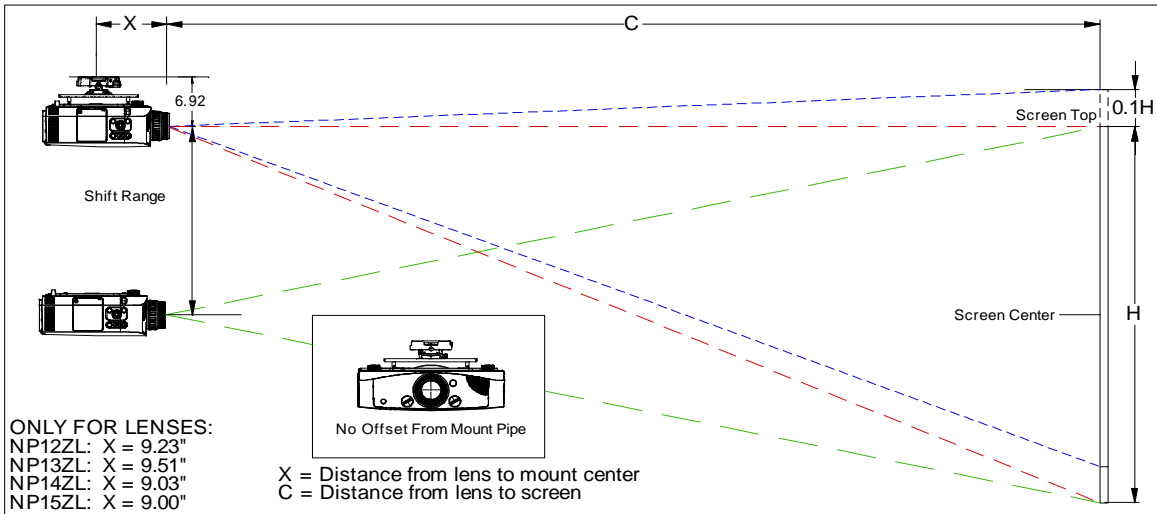 X
C
6.92
0.1H
Screen Top
Shift Range
Screen Center
H
No Offset From Mount Pipe
ONLY FOR LENSES:
NP12ZL: X = 9.23"
NP13ZL: X = 9.51"
NP14ZL: X = 9.03"
NP15ZL: X = 9.00"
X = Distance from lens to mount center
C = Distance from lens to screen